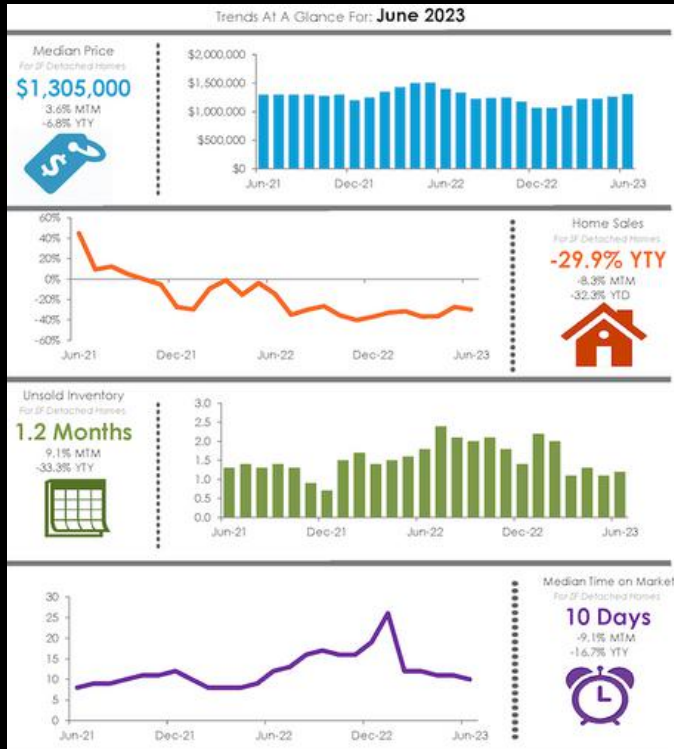 Trends At A Glance For: June 2023
Median Price
For SF Detached Homes
$1,305,000
3.6% MTM
-6.8% YTY
$
$2,000,000
$1,500,000
$1,000,000
$500,000
$0
Jun-21 Dec-21 Jun-22 Dec-22 Jun-23
60%
40%
20%
0%
-20%
-40%
-60%
Jun-21 Dec-21 Jun-22 Dec-22 Jun-23
Home Sales
For SF Detached Homes
-29.9% YTY
-8.3% MTM
-32.3% YTD
Unsold Inventory
For SF Detached Homes
1.2 Months
9.1% MTM
-33.3% YTY
3.0
2.5
2.0
1.5
1.0
0.5
0.0
Jun-21 Dec-21 Jun-22 Dec-22 Jun-23
30
25
20
15
10
5
0
Jun-21 Dec-21 Jun-22 Dec-22 Jun-23
Median Time on Market
For SF Detached Homes
10 Days
-9.1% MTM
-16.7% YTY